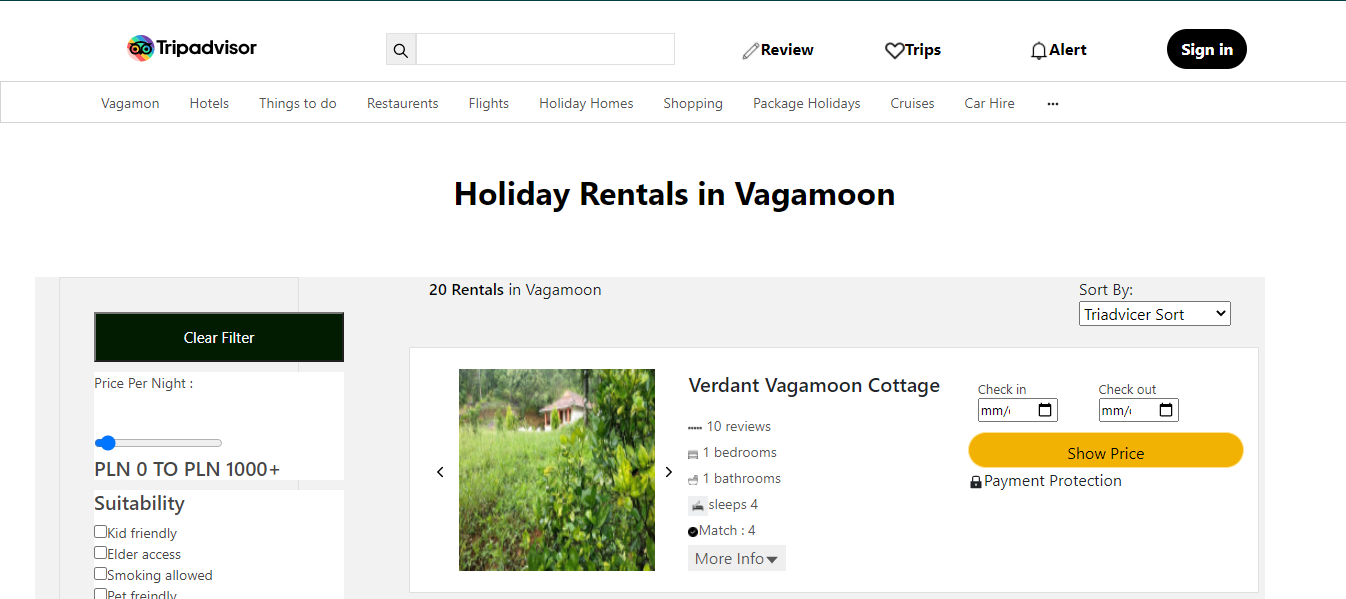 Tripadvisor
Review
Trips
Alert
Sign in
Vagamon Hotels Things to do Restaurents Flights Holiday Homes Shopping Package Holidays Cruises Car Hire ...
Holiday Rentals in Vagamoon
Clear Filter
Price Per Night :
PLN 0 TO PLN 1000+
Suitability
Kid friendly
Elder access
Smoking allowed
Pet freindly
20 Rentals in Vagamoon
Sort By:
Triadvicer Sort
Verdant Vagamoon Cottage
10 reviews
1 bedrooms
1 bathrooms
sleeps 4
Match : 4
More Info
Check in
mm/
Check out
mm/
Show Price
Payment Protection